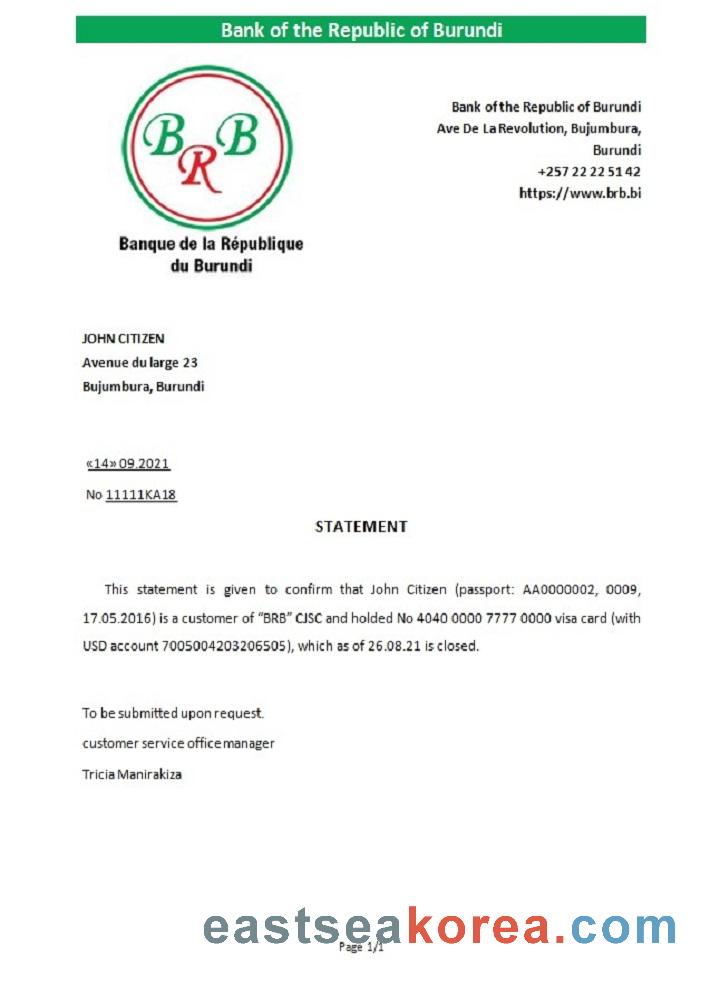 Bank of the Republic of Burundi
B R B
Banque de la République
du Burundi
Bank of the Republic of Burundi
Ave De La Revolution, Bujumbura,
Burundi
+257 22 22 51 42
https://www.brb.bi
JOHN CITIZEN
Avenue du large 23
Bujumbura, Burundi
«14» 09.2021
No 11111KA18
STATEMENT
This statement is given to confirm that John Citizen (passport: AA0000002, 0009,
17.05.2016) is a customer of “BRB” CJSC and holded No 4040 0000 7777 0000 visa card (with
USD account 7005004203206505), which as of 26.08.21 is closed.
To be submitted upon request.
customer service office manager
Tricia Manirakiza
eastseakorea.com
Page 1/1